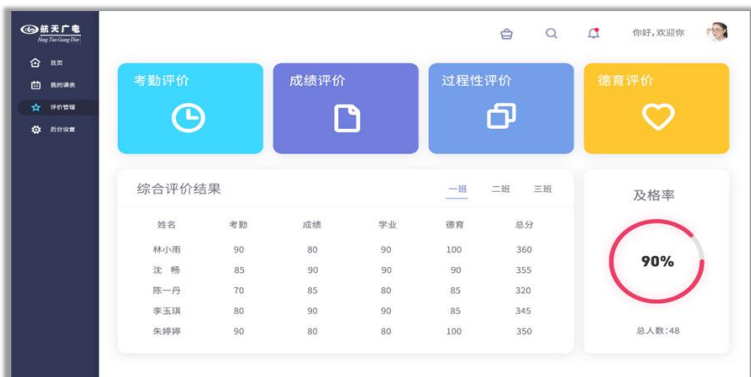 航天广电
Hang Tian Guang Dian
首页
我的课表
评价管理
后台设置
你好,欢迎你
考勤评价
成绩评价
过程性评价
德育评价
综合评价结果
一班 二班 三班
姓名 考勤 成绩 学业 德育 总分
林小雨 90 80 90 100 360
沈 畅 85 90 90 90 355
陈一丹 70 85 80 85 320
李玉琪 80 90 90 85 345
朱婷婷 90 80 80 100 350
及格率
90%
总人数:48